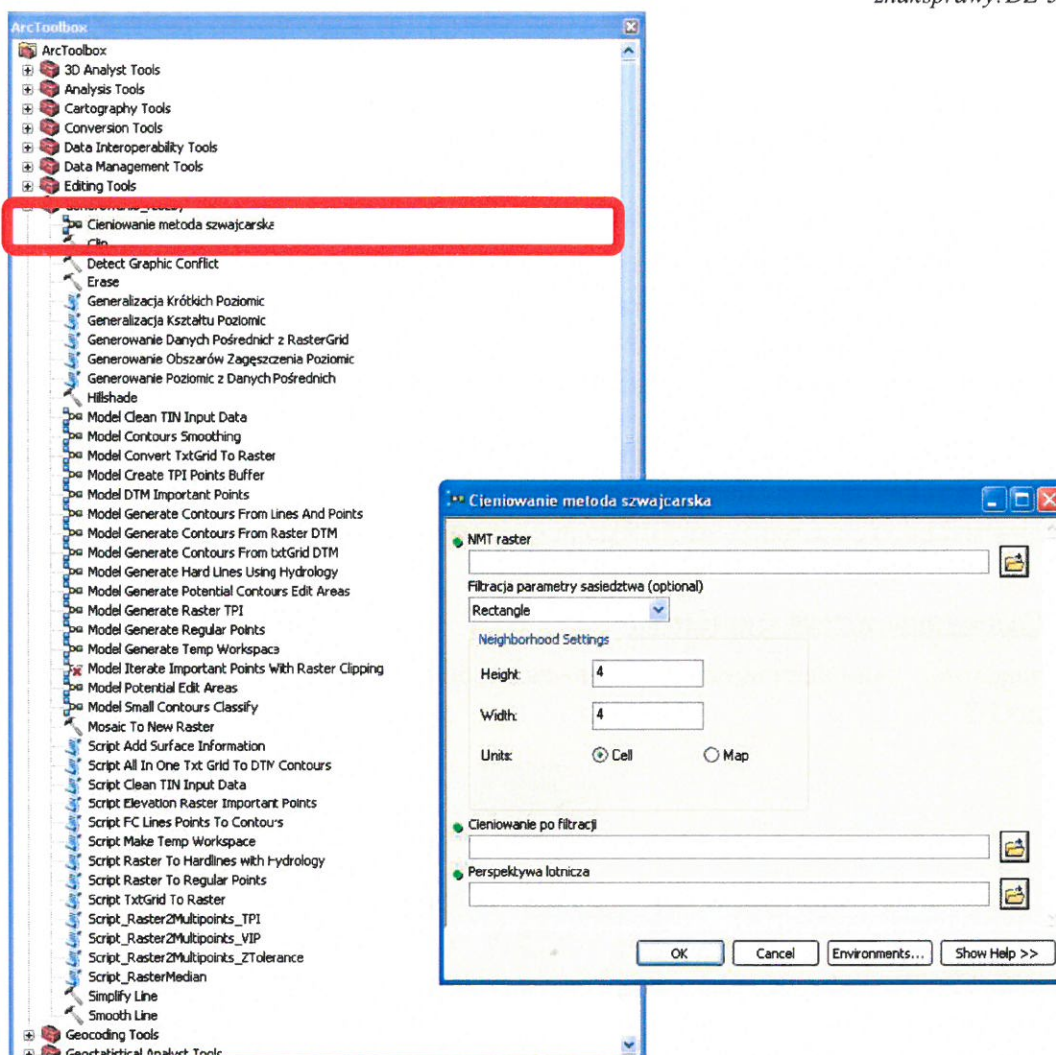 ArcToolbox
ArcToolbox
3D Analyst Tools
Analysis Tools
Cartography Tools
Conversion Tools
Data Interoperability Tools
Data Management Tools
Editing Tools
Cieniowanie metoda szwajcarska
Clip
Detect Graphic Conflict
Erase
Generalizacja Krótkich Poziomic
Generalizacja Kształtu Poziomic
Generowanie Danych Pośrednich z RasterGrid
Generowanie Obszarów Zagęszczenia Poziomic
Generowanie Poziomic z Danych Pośrednich
Hillshade
Model Clean TIN Input Data
Model Contours Smoothing
Model Convert TxtGrid To Raster
Model Create TPI Points Buffer
Model DTM Important Points
Model Generate Contours From Lines And Points
Model Generate Contours From Raster DTM
Model Generate Contours From txtGrid DTM
Model Generate Hard Lines Using Hydrology
Model Generate Potential Contours Edit Areas
Model Generate Raster TPI
Model Generate Regular Points
Model Generate Temp Workspace
Model Iterate Important Points With Raster Clipping
Model Potential Edit Areas
Model Small Contours Classify
Mosaic To New Raster
Script Add Surface Information
Script All In One Txt Grid To DTM Contours
Script Clean TIN Input Data
Script Elevation Raster Important Points
Script FC Lines Points To Contours
Script Make Temp Workspace
Script Raster To Hardlines with Hydrology
Script Raster To Regular Points
Script TxtGrid To Raster
Script_Raster2Multipoints_TPI
Script_Raster2Multipoints_VIP
Script_Raster2Multipoints_ZTolerance
Script_RasterMedian
Simplify Line
Smooth Line
Geocoding Tools
Geostatistical Analyst Tools
Cieniowanie metoda szwajcarska
NMT raster
Filtracja parametry sasiedztwa (optional)
Rectangle
Neighborhood Settings
Height: 4
Width: 4
Units: Cell Map
Cieniowanie po filtracji
Perspektywa lotnicza
OK Cancel Environments... Show Help >>